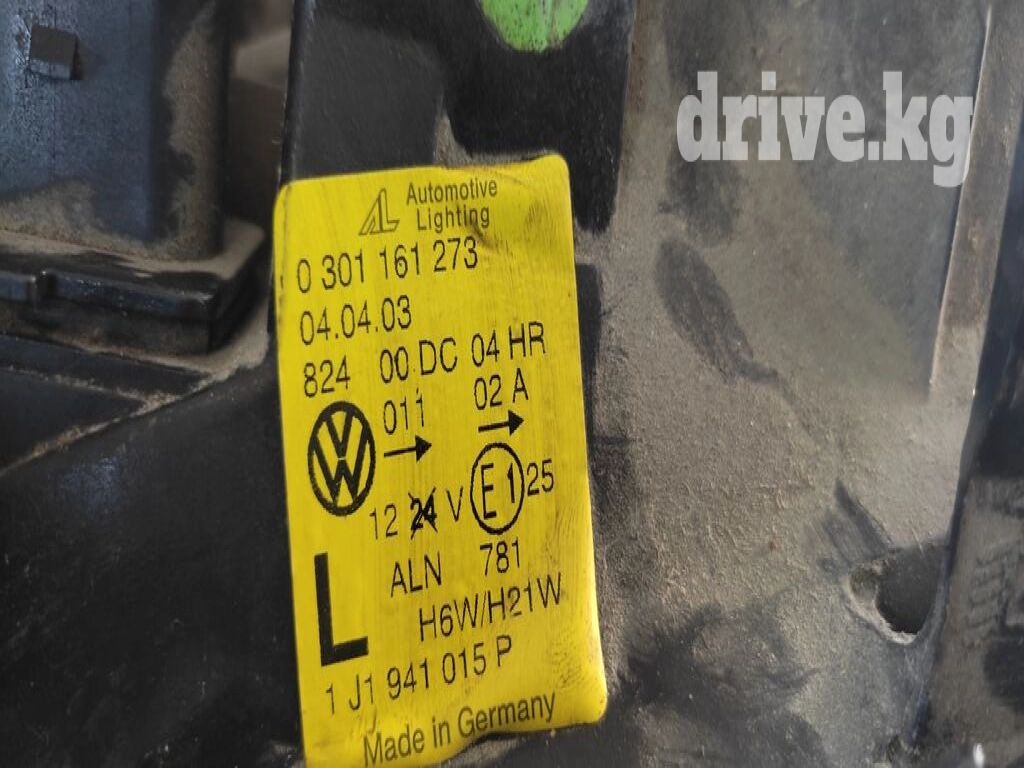 drive.kg
AL Automotive
Lighting
0 301 161 273
04.04.03
824 00 DC 04 HR
011 02 A
12 24 V E1 25
ALN 781
L H6W/H21W
1 J1 941 015 P
Made in Germany